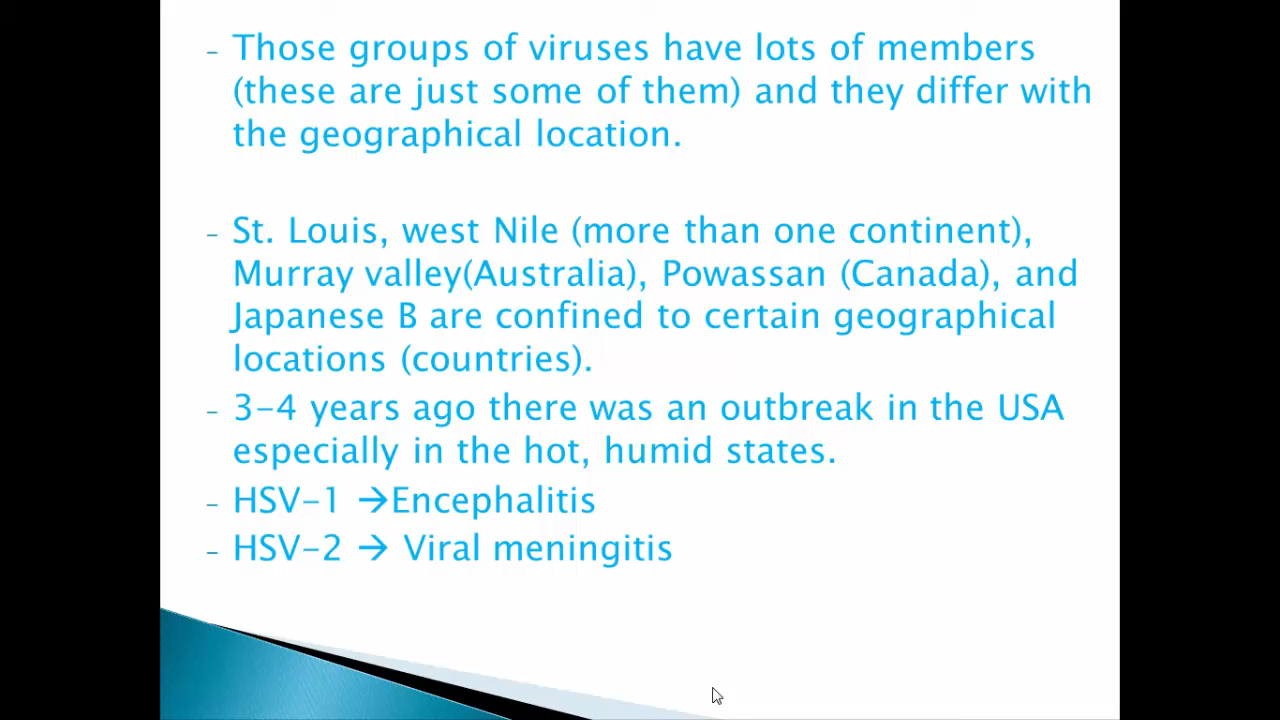 – Those groups of viruses have lots of members
(these are just some of them) and they differ with
the geographical location.
– St. Louis, west Nile (more than one continent),
Murray valley(Australia), Powassan (Canada), and
Japanese B are confined to certain geographical
locations (countries).
– 3-4 years ago there was an outbreak in the USA
especially in the hot, humid states.
– HSV-1 →Encephalitis
– HSV-2 → Viral meningitis